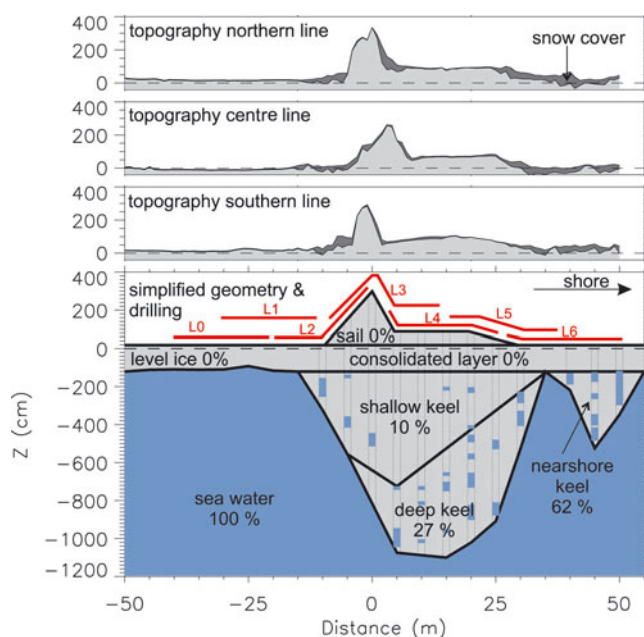 400
200
0
topography northern line
snow cover
400
200
0
topography centre line
400
200
0
topography southern line
400
200
0
-200
-400
-600
-800
-1000
-1200
Z (cm)
simplified geometry &
drilling
shore
L0
L1
L2
L3
L4
L5
L6
sail 0%
level ice 0%
consolidated layer 0%
shallow keel
10 %
deep keel
27 %
nearshore
keel
62 %
sea water
100 %
-50
-25
0
25
50
Distance (m)